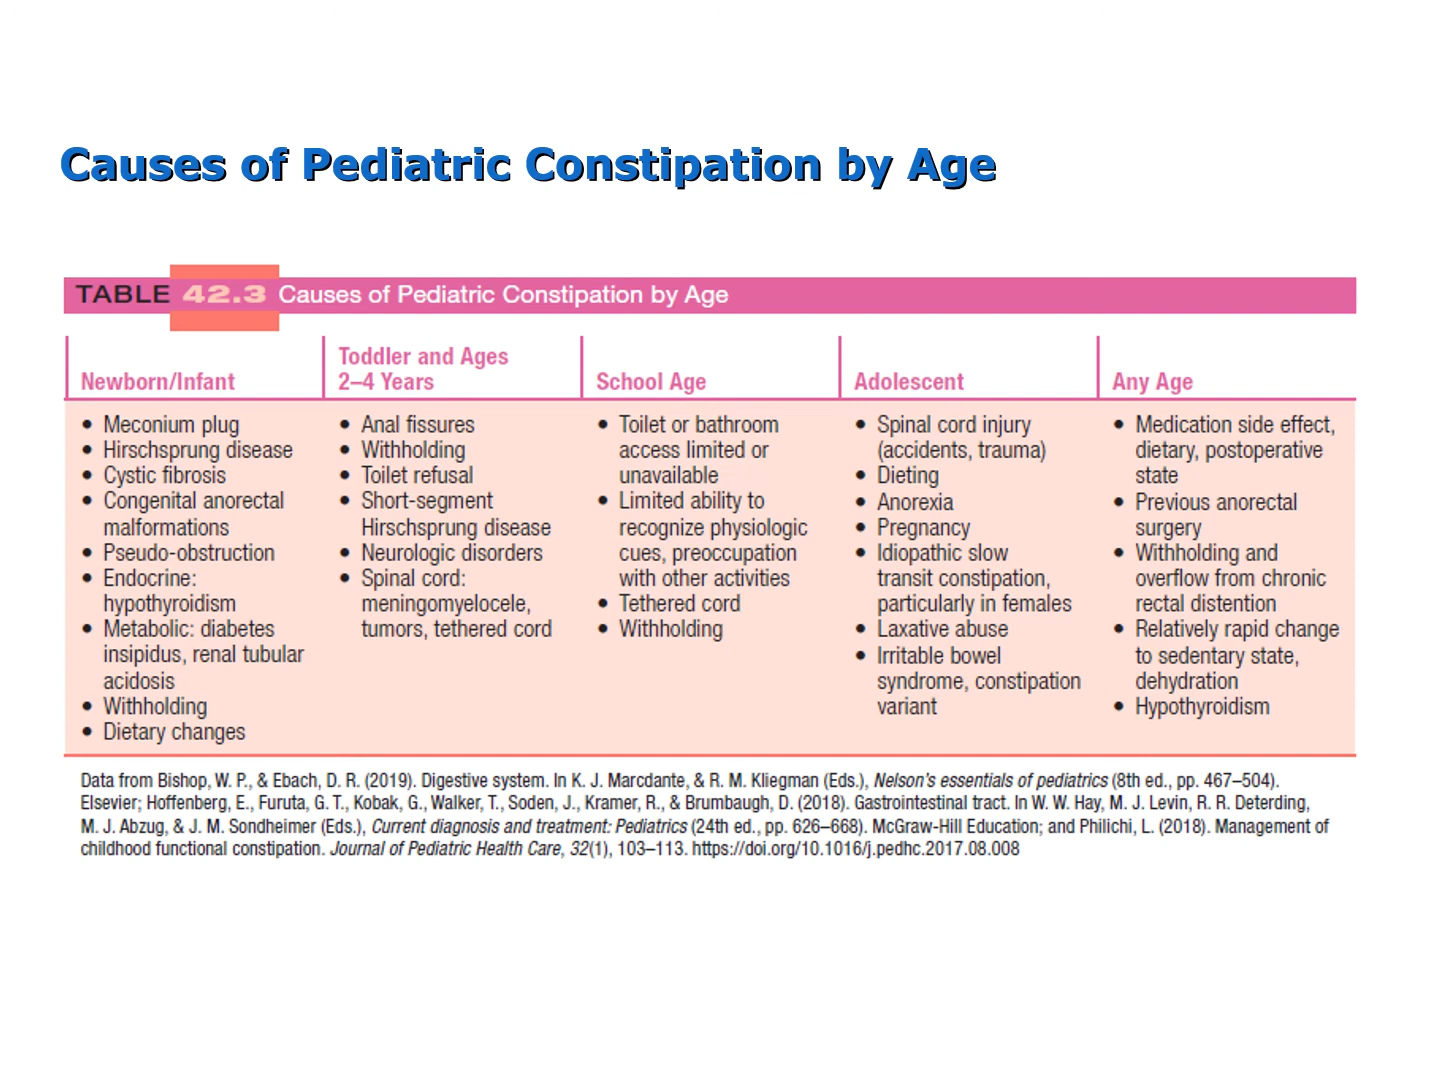 Causes of Pediatric Constipation by Age
TABLE 42.3 Causes of Pediatric Constipation by Age
Newborn/Infant
• Meconium plug
• Hirschsprung disease
• Cystic fibrosis
• Congenital anorectal
malformations
• Pseudo-obstruction
• Endocrine:
hypothyroidism
• Metabolic: diabetes
insipidus, renal tubular
acidosis
• Withholding
• Dietary changes
Toddler and Ages
2–4 Years
• Anal fissures
• Withholding
• Toilet refusal
• Short-segment
Hirschsprung disease
• Neurologic disorders
• Spinal cord:
meningomyelocele,
tumors, tethered cord
School Age
• Toilet or bathroom
access limited or
unavailable
• Limited ability to
recognize physiologic
cues, preoccupation
with other activities
• Tethered cord
• Withholding
Adolescent
• Spinal cord injury
(accidents, trauma)
• Dieting
• Anorexia
• Pregnancy
• Idiopathic slow
transit constipation,
particularly in females
• Laxative abuse
• Irritable bowel
syndrome, constipation
variant
Any Age
• Medication side effect,
dietary, postoperative
state
• Previous anorectal
surgery
• Withholding and
overflow from chronic
rectal distention
• Relatively rapid change
to sedentary state,
dehydration
• Hypothyroidism
Data from Bishop, W. P., & Ebach, D. R. (2019). Digestive system. In K. J. Marcdante, & R. M. Kliegman (Eds.), Nelson's essentials of pediatrics (8th ed., pp. 467–504).
Elsevier; Hoffenberg, E., Furuta, G. T., Kobak, G., Walker, T., Soden, J., Kramer, R., & Brumbaugh, D. (2018). Gastrointestinal tract. In W. W. Hay, M. J. Levin, R. R. Deterding,
M. J. Abzug, & J. M. Sondheimer (Eds.), Current diagnosis and treatment: Pediatrics (24th ed., pp. 626–668). McGraw-Hill Education; and Philichi, L. (2018). Management of
childhood functional constipation. Journal of Pediatric Health Care, 32(1), 103–113. https://doi.org/10.1016/j.pedhc.2017.08.008